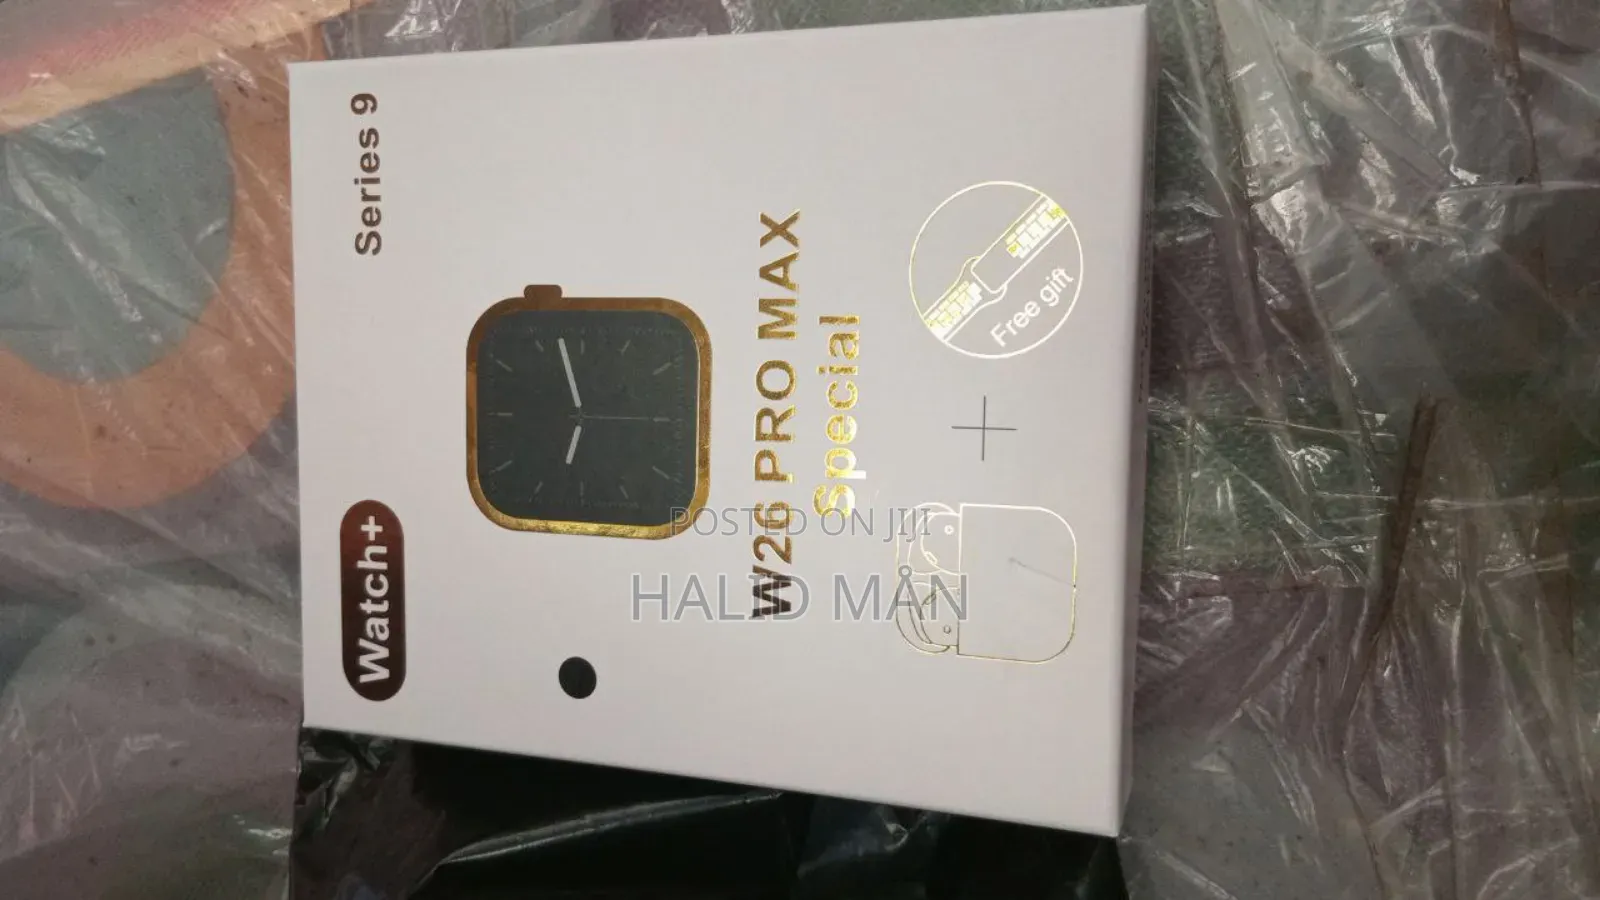 Watch+
Series 9
W26 PRO MAX
Special
Free gift
POSTED ON JIJI
HALID MÅN